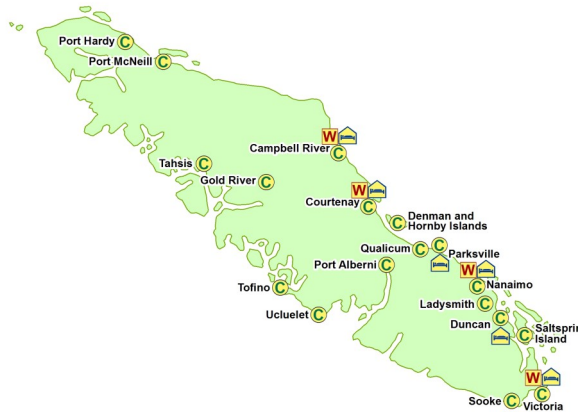 Port Hardy C
Port McNeill C
W
Campbell River C
Tahsis C
Gold River C
W
Courtenay C
C Denman and
Hornby Islands
Qualicum C C
Parksville
Port Alberni C
W
C Nanaimo
Tofino C
Ladysmith C
Ucluelet C
Duncan C
C Saltsprin
Island
W
Sooke C C
Victoria